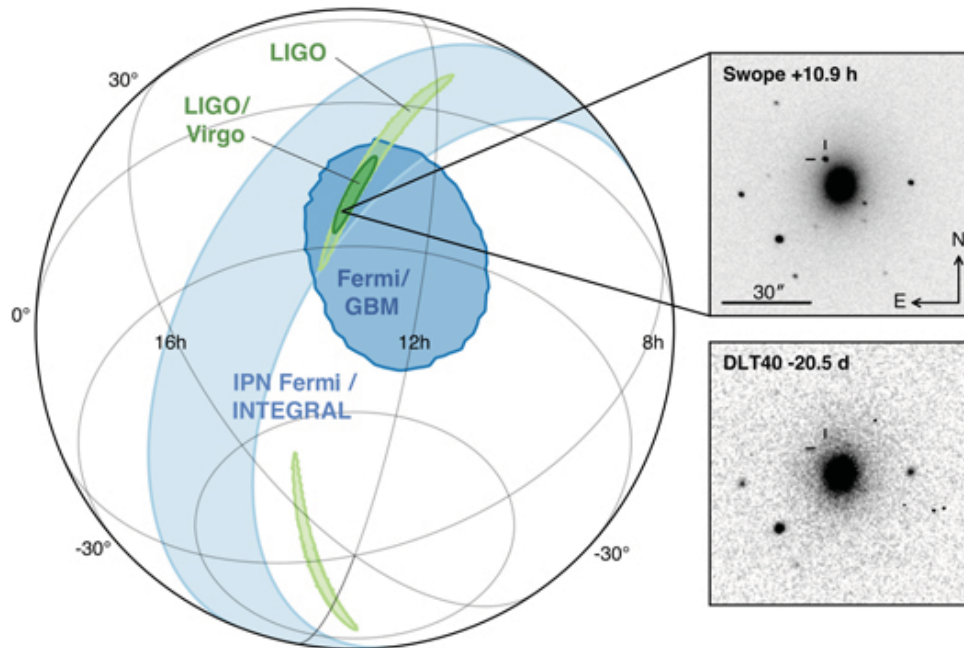 LIGO
30°
LIGO/
Virgo
Swope +10.9 h
N
30"
E
Fermi/
GBM
0°
16h
12h
8h
DLT40 -20.5 d
IPN Fermi /
INTEGRAL
-30°
-30°